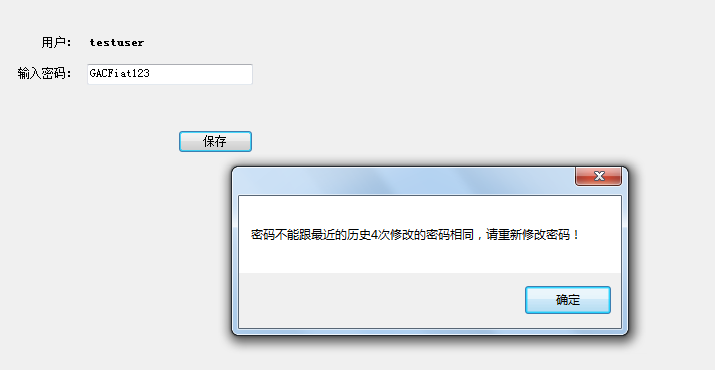 用户： testuser
输入密码： GACFiat123
保存
密码不能跟最近的历史4次修改的密码相同，请重新修改密码！
确定